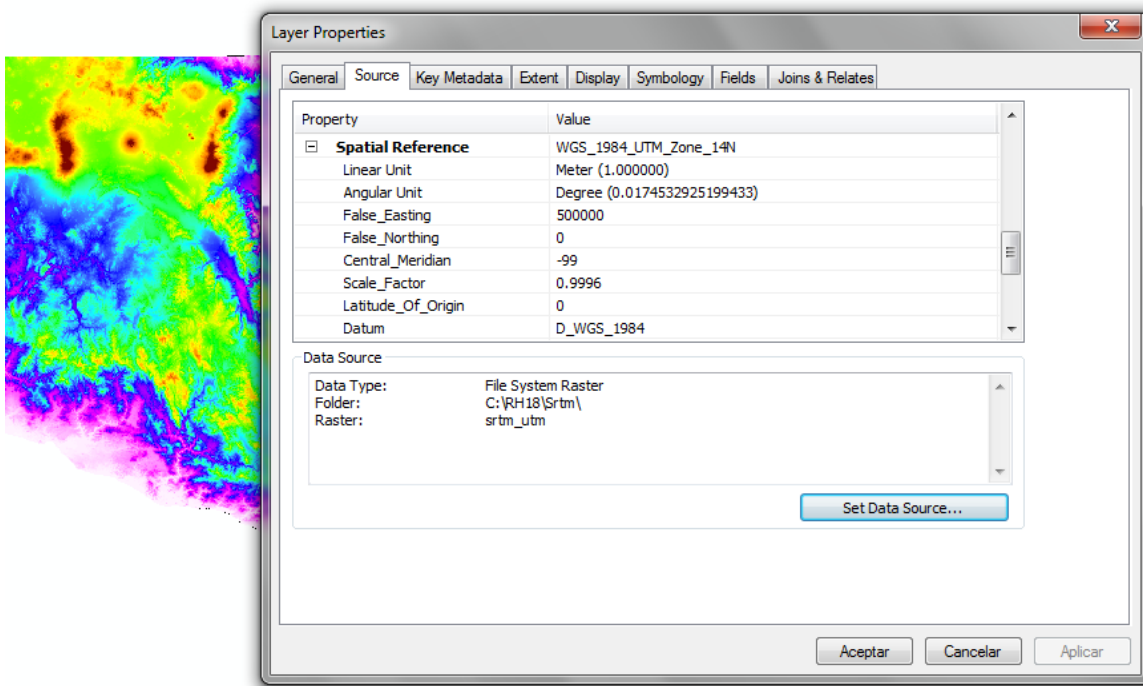 Layer Properties
General Source Key Metadata Extent Display Symbology Fields Joins & Relates
Property Value
Spatial Reference WGS_1984_UTM_Zone_14N
Linear Unit Meter (1.000000)
Angular Unit Degree (0.0174532925199433)
False_Easting 500000
False_Northing 0
Central_Meridian -99
Scale_Factor 0.9996
Latitude_Of_Origin 0
Datum D_WGS_1984
Data Source
Data Type: File System Raster
Folder: C:\RH18\Srtm\
Raster: srtm_utm
Set Data Source...
Aceptar Cancelar Aplicar